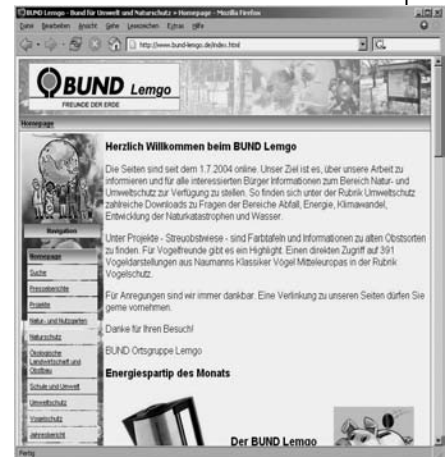 BUND Lemgo - Bund für Umwelt und Naturschutz » Homepage - Mozilla Firefox
Datei Bearbeiten Ansicht Gehe Lesezeichen Extras Hilfe
http://www.bund-lemgo.de/index.html
BUND Lemgo
FREUNDE DER ERDE
Homepage
Navigation
Homepage
Suche
Presseberichte
Projekte
Natur- und Nutzgarten
Naturschutz
Ökologische
Landwirtschaft und
Obstbau
Schule und Umwelt
Umweltschutz
Vogelschutz
Jahresbericht
Herzlich Willkommen beim BUND Lemgo
Die Seiten sind seit dem 1.7.2004 online. Unser Ziel ist es, über unsere Arbeit zu
informieren und für alle interessierten Bürger Informationen zum Bereich Natur- und
Umweltschutz zur Verfügung zu stellen. So finden sich unter der Rubrik Umweltschutz
zahlreiche Downloads zu Fragen der Bereiche Abfall, Energie, Klimawandel,
Entwicklung der Naturkatastrophen und Wasser.
Unter Projekte - Streuobstwiese - sind Farbtafeln und Informationen zu alten Obstsorten
zu finden. Für Vogelfreunde gibt es ein Highlight. Einen direkten Zugriff auf 391
Vogeldarstellungen aus Naumanns Klassiker Vögel Mitteleuropas in der Rubrik
Vogelschutz.
Für Anregungen sind wir immer dankbar. Eine Verlinkung zu unseren Seiten dürfen Sie
gerne vornehmen.
Danke für Ihren Besuch!
BUND Ortsgruppe Lemgo
Energiespartip des Monats
Der BUND Lemgo
Fertig